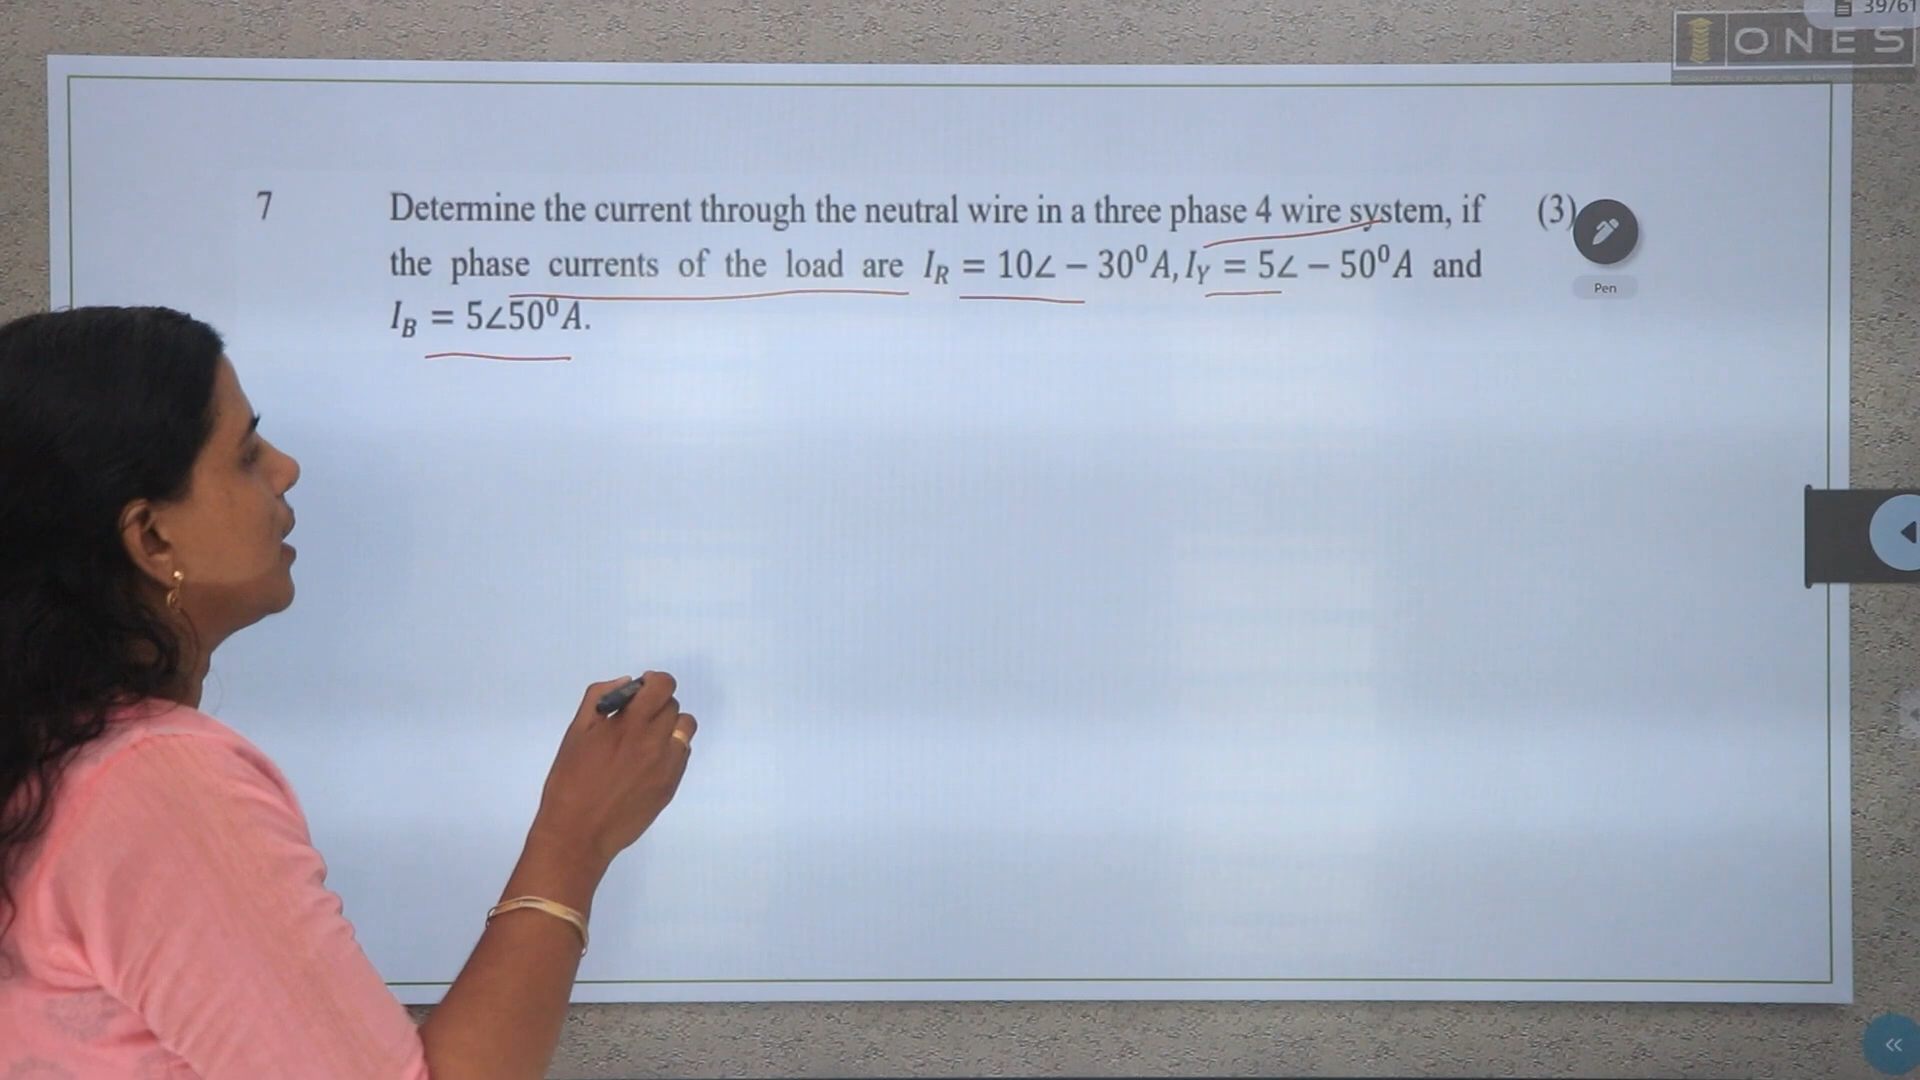 39/61
ONES
7 Determine the current through the neutral wire in a three phase 4 wire system, if (3)
the phase currents of the load are I_R = 10∠ − 30⁰A, I_Y = 5∠ − 50⁰A and
I_B = 5∠50⁰A.
Pen